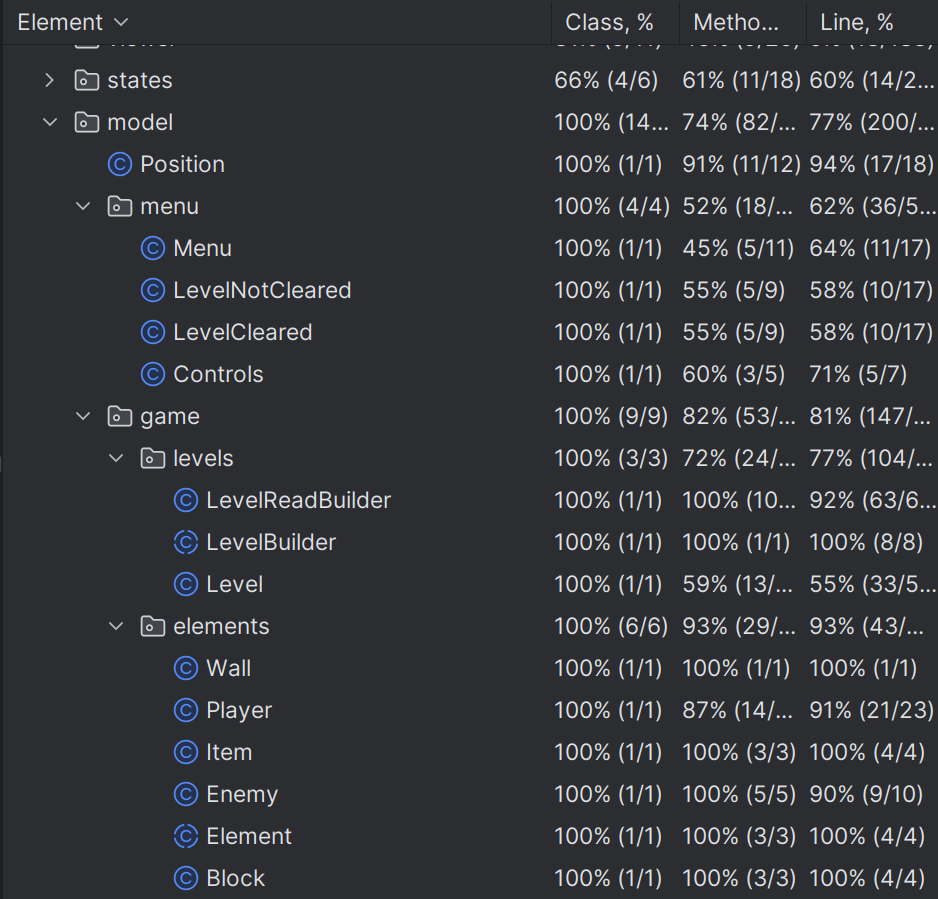 Element Class, % Metho... Line, %
states 66% (4/6) 61% (11/18) 60% (14/2...
model 100% (14... 74% (82/... 77% (200/...
Position 100% (1/1) 91% (11/12) 94% (17/18)
menu 100% (4/4) 52% (18/... 62% (36/5...
Menu 100% (1/1) 45% (5/11) 64% (11/17)
LevelNotCleared 100% (1/1) 55% (5/9) 58% (10/17)
LevelCleared 100% (1/1) 55% (5/9) 58% (10/17)
Controls 100% (1/1) 60% (3/5) 71% (5/7)
game 100% (9/9) 82% (53/... 81% (147/...
levels 100% (3/3) 72% (24/... 77% (104/...
LevelReadBuilder 100% (1/1) 100% (10... 92% (63/6...
LevelBuilder 100% (1/1) 100% (1/1) 100% (8/8)
Level 100% (1/1) 59% (13/... 55% (33/5...
elements 100% (6/6) 93% (29/... 93% (43/...
Wall 100% (1/1) 100% (1/1) 100% (1/1)
Player 100% (1/1) 87% (14/... 91% (21/23)
Item 100% (1/1) 100% (3/3) 100% (4/4)
Enemy 100% (1/1) 100% (5/5) 90% (9/10)
Element 100% (1/1) 100% (3/3) 100% (4/4)
Block 100% (1/1) 100% (3/3) 100% (4/4)